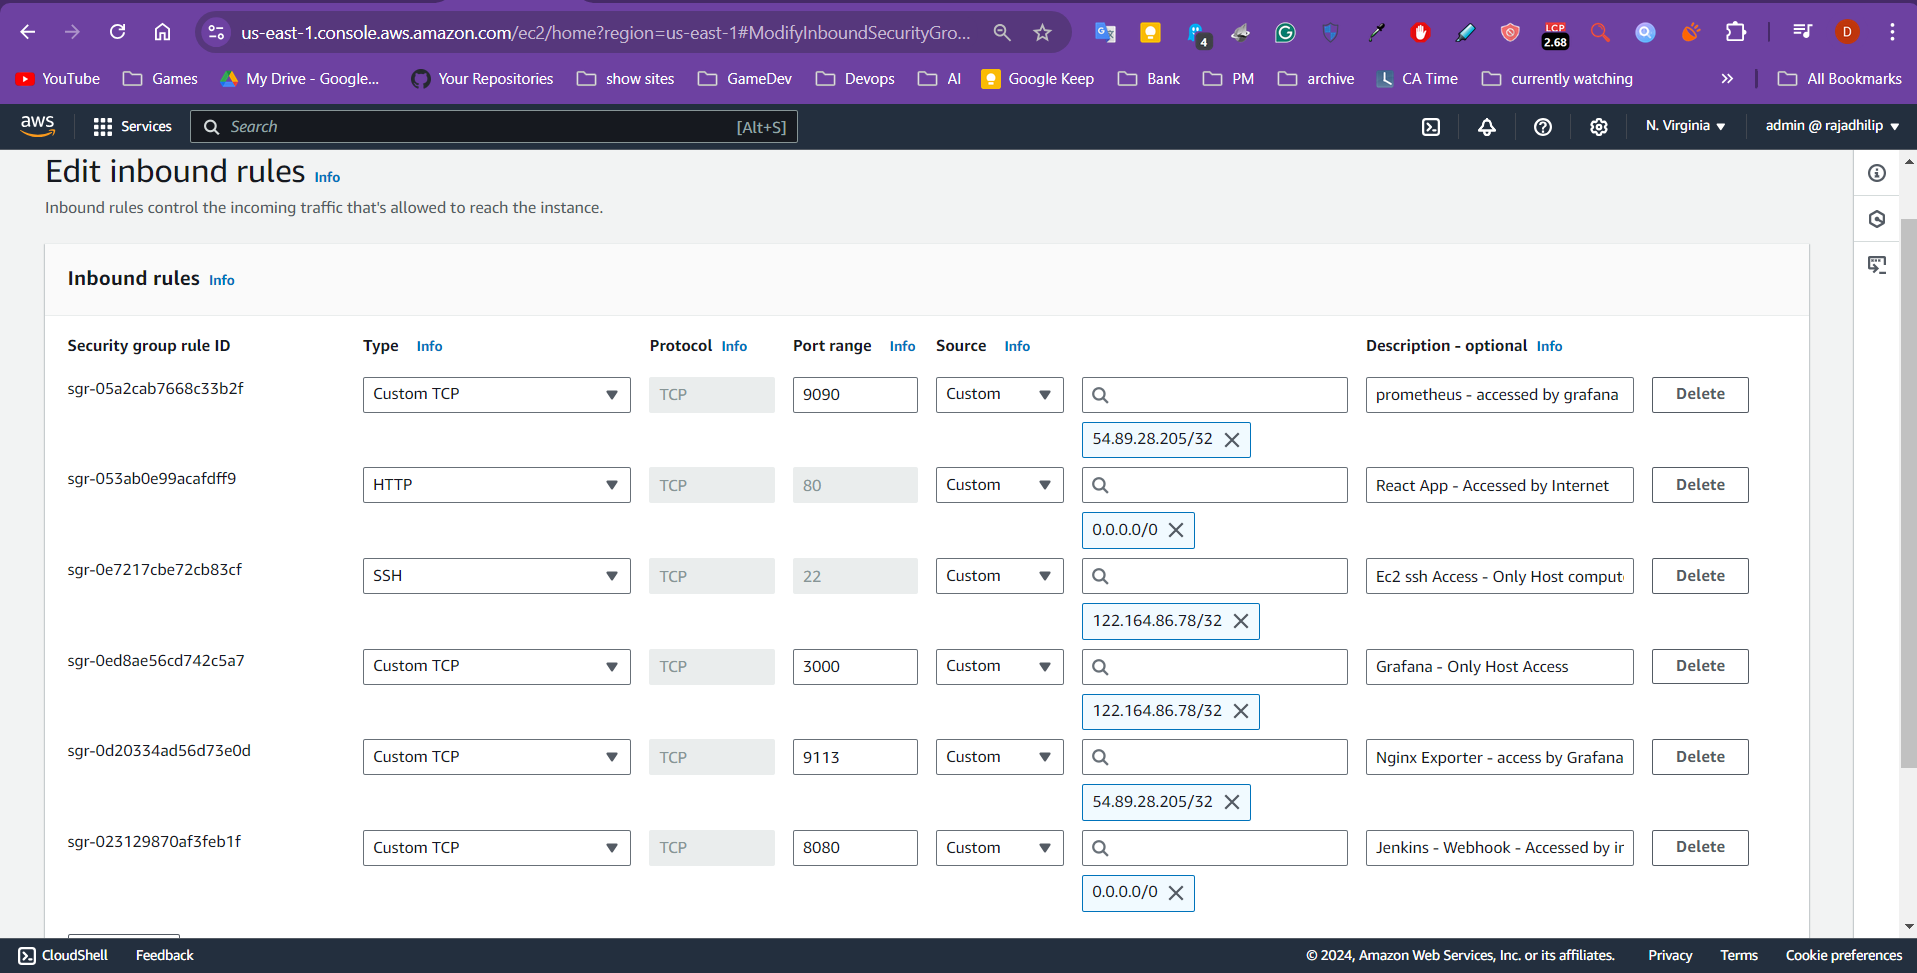 us-east-1.console.aws.amazon.com/ec2/home?region=us-east-1#ModifyInboundSecurityGro...
4
LCP
2.68
D
YouTube Games My Drive - Google... Your Repositories show sites GameDev Devops AI Google Keep Bank PM archive CA Time currently watching » All Bookmarks
aws Services Search [Alt+S] N. Virginia admin @ rajadhilip
Edit inbound rules Info
Inbound rules control the incoming traffic that's allowed to reach the instance.
Inbound rules Info
Security group rule ID Type Info Protocol Info Port range Info Source Info Description - optional Info
sgr-05a2cab7668c33b2f Custom TCP TCP 9090 Custom prometheus - accessed by grafana Delete
54.89.28.205/32
sgr-053ab0e99acafdff9 HTTP TCP 80 Custom React App - Accessed by Internet Delete
0.0.0.0/0
sgr-0e7217cbe72cb83cf SSH TCP 22 Custom Ec2 ssh Access - Only Host comput Delete
122.164.86.78/32
sgr-0ed8ae56cd742c5a7 Custom TCP TCP 3000 Custom Grafana - Only Host Access Delete
122.164.86.78/32
sgr-0d20334ad56d73e0d Custom TCP TCP 9113 Custom Nginx Exporter - access by Grafana Delete
54.89.28.205/32
sgr-023129870af3feb1f Custom TCP TCP 8080 Custom Jenkins - Webhook - Accessed by ir Delete
0.0.0.0/0
CloudShell Feedback © 2024, Amazon Web Services, Inc. or its affiliates. Privacy Terms Cookie preferences